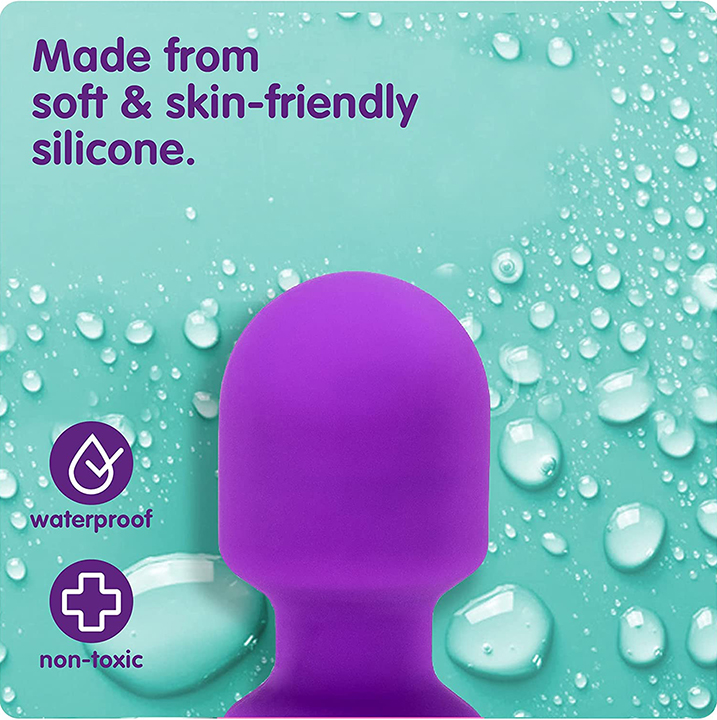 Made from
soft & skin-friendly
silicone.
waterproof
non-toxic